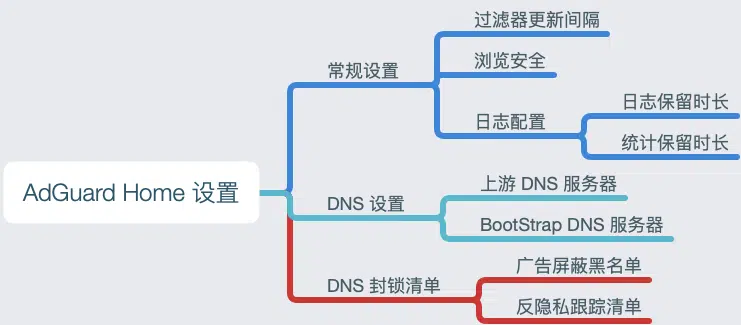 AdGuard Home 设置
常规设置
过滤器更新间隔
浏览安全
日志配置
日志保留时长
统计保留时长
DNS 设置
上游 DNS 服务器
BootStrap DNS 服务器
DNS 封锁清单
广告屏蔽黑名单
反隐私跟踪清单